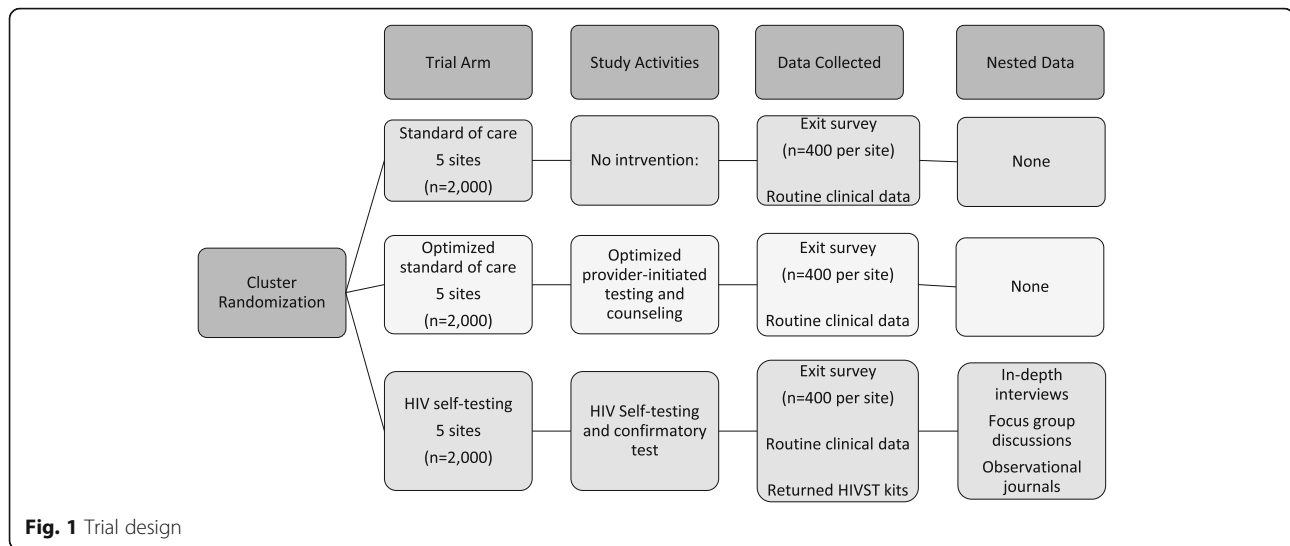 Trial Arm
Study Activities
Data Collected
Nested Data
Standard of care
5 sites
(n=2,000)
No intrvention:
Exit survey
(n=400 per site)
Routine clinical data
None
Cluster
Randomization
Optimized
standard of care
5 sites
(n=2,000)
Optimized
provider-initiated
testing and
counseling
Exit survey
(n=400 per site)
Routine clinical data
None
HIV self-testing
5 sites
(n=2,000)
HIV Self-testing
and confirmatory
test
Exit survey
(n=400 per site)
Routine clinical data
Returned HIVST kits
In-depth
interviews
Focus group
discussions
Observational
journals
Fig. 1 Trial design